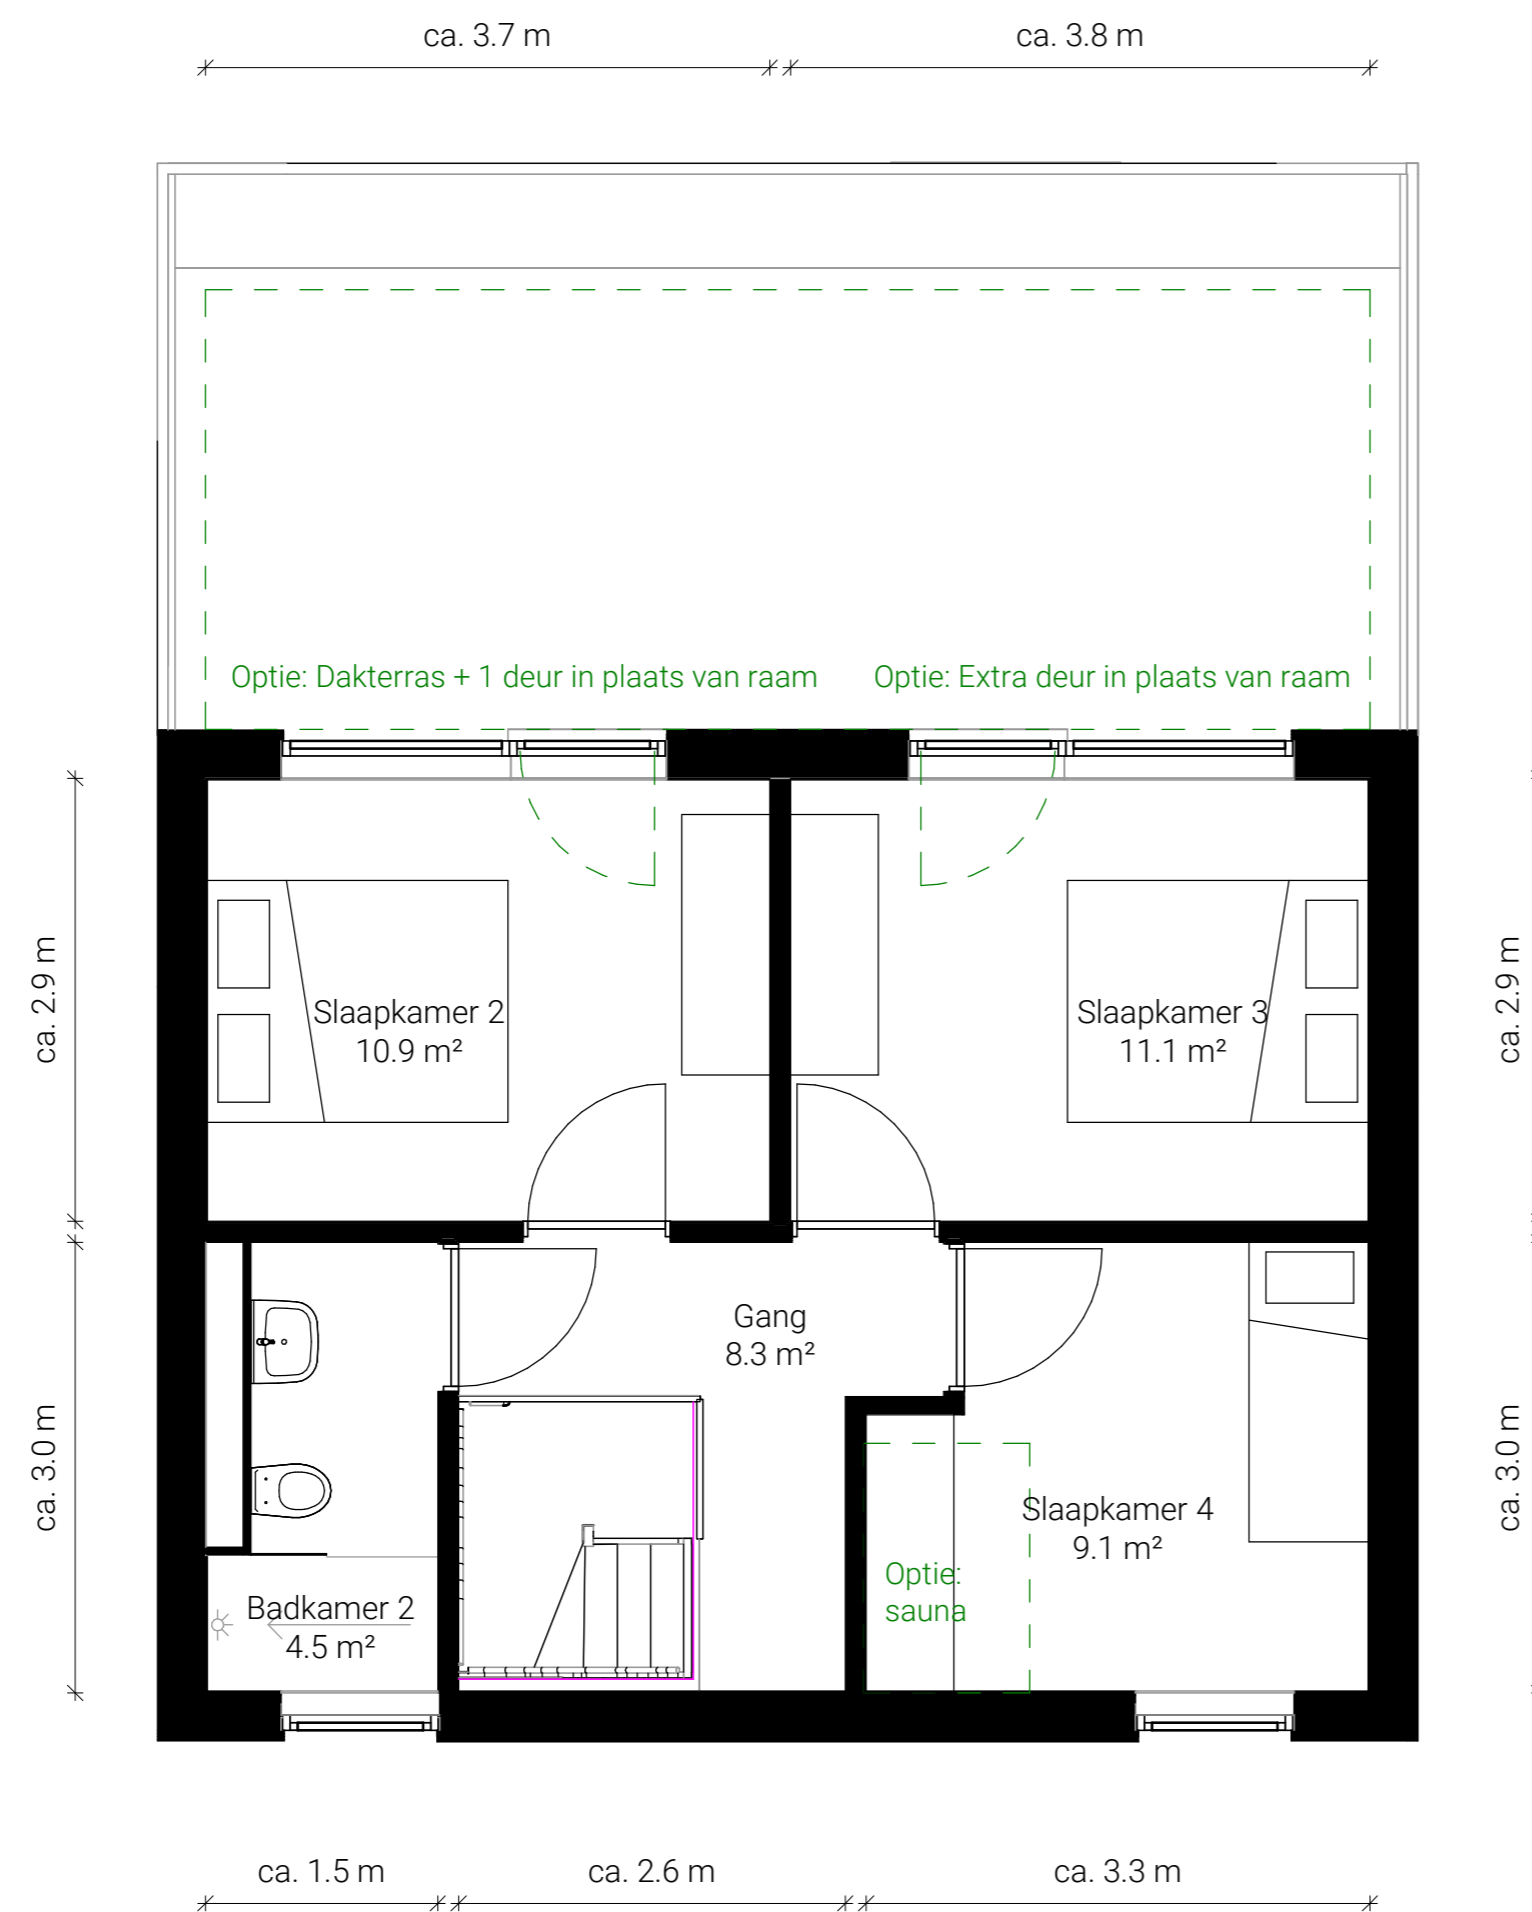 ca. 3.7 m
ca. 3.8 m
Optie: Dakterras + 1 deur in plaats van raam
Optie: Extra deur in plaats van raam
ca. 2.9 m
ca. 2.9 m
Slaapkamer 2
10.9 m²
Slaapkamer 3
11.1 m²
Gang
8.3 m²
ca. 3.0 m
ca. 3.0 m
Slaapkamer 4
9.1 m²
Optie:
sauna
Badkamer 2
4.5 m²
ca. 1.5 m
ca. 2.6 m
ca. 3.3 m